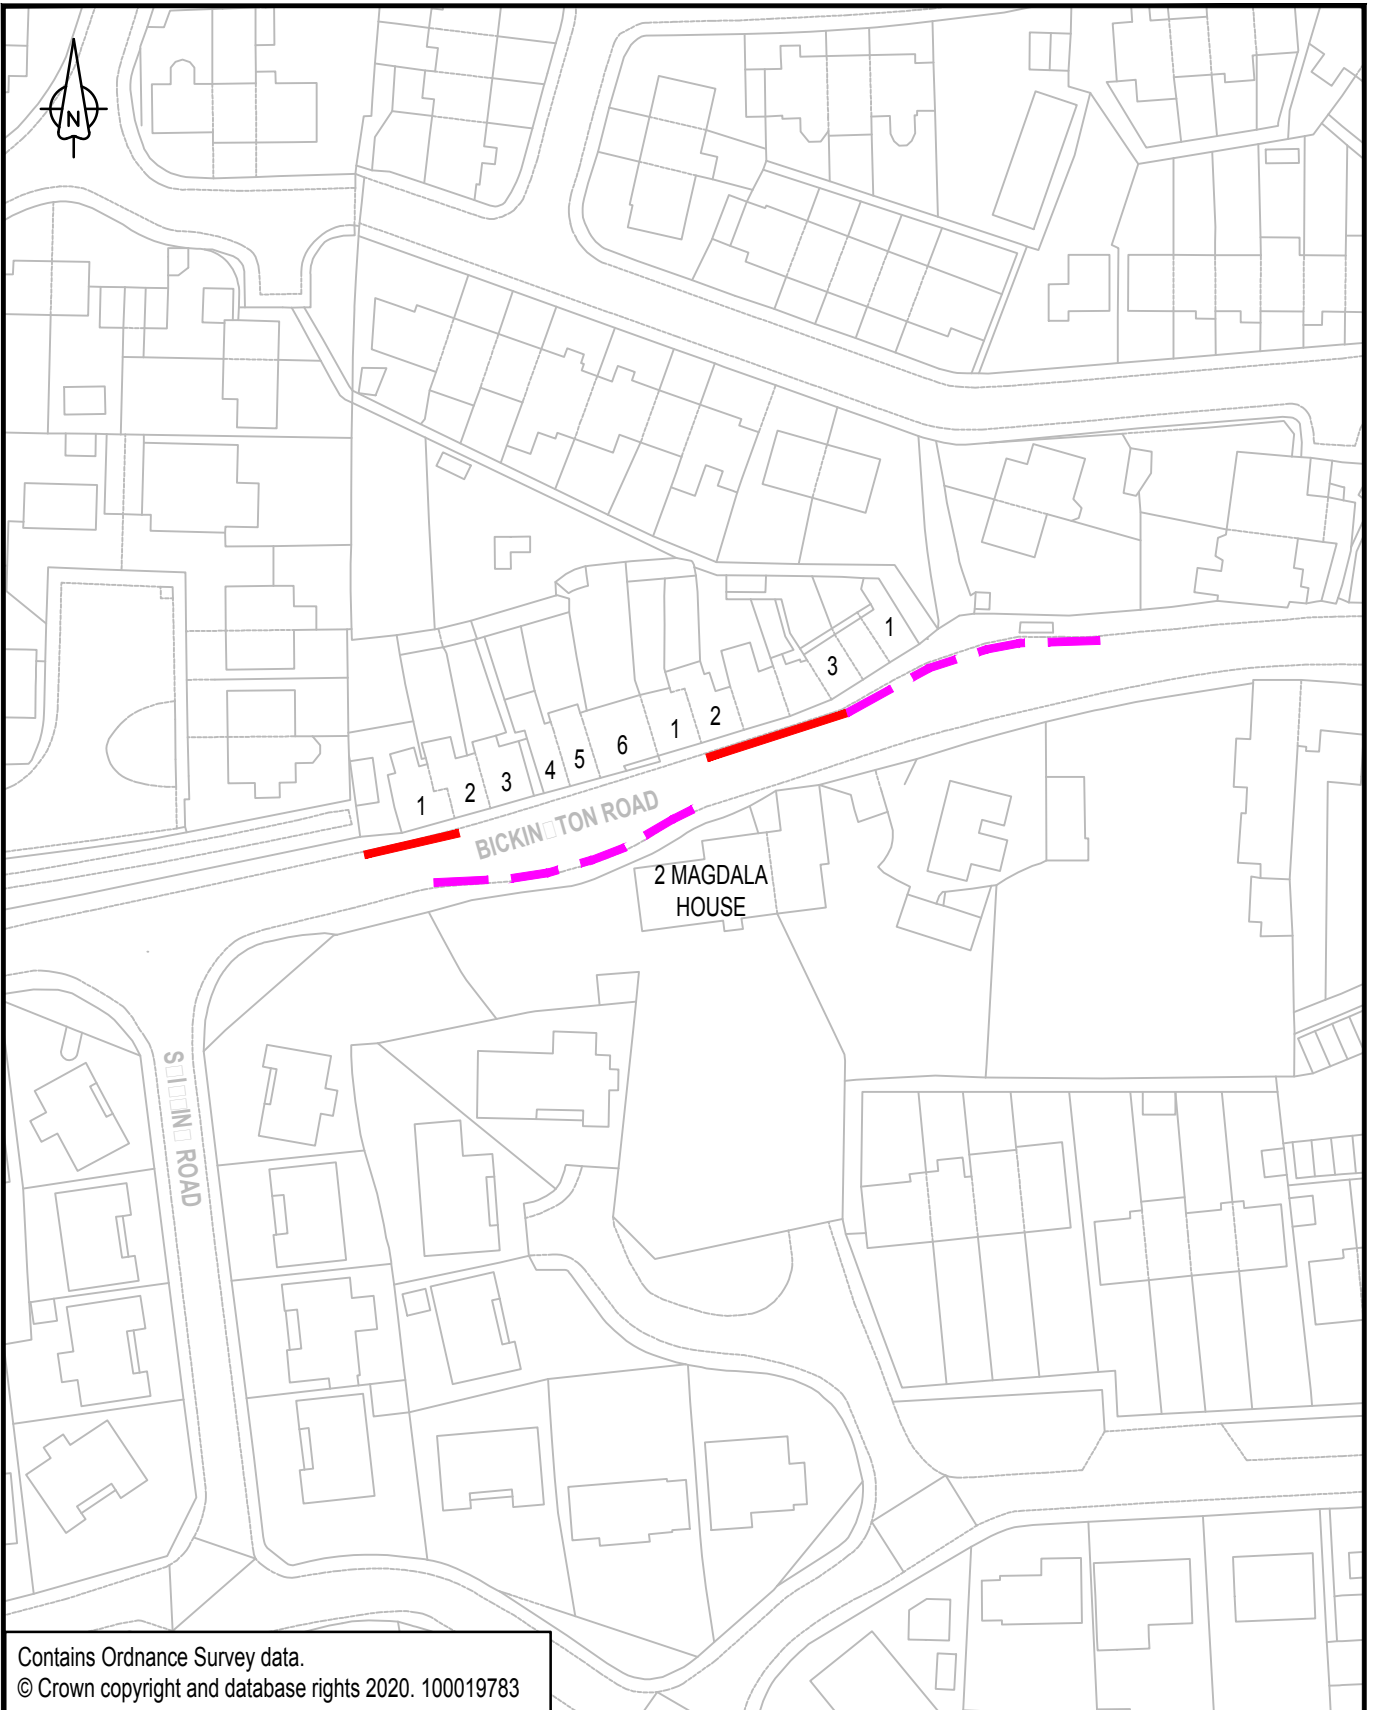 N
1
3
1
2
6
5
4
3
2
1
BICKIN□TON ROAD
2 MAGDALA
HOUSE
ROAD
Contains Ordnance Survey data.
© Crown copyright and database rights 2020. 100019783